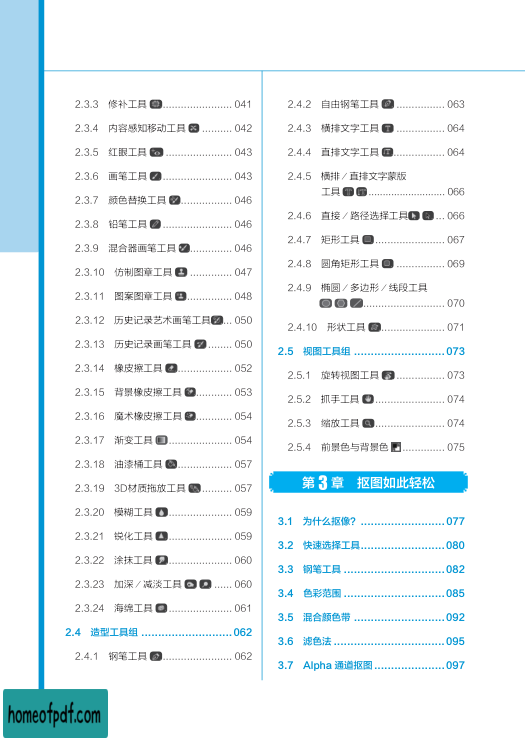 2.3.3 修补工具 ....................... 041
2.3.4 内容感知移动工具 .......... 042
2.3.5 红眼工具 ...................... 043
2.3.6 画笔工具 ....................... 043
2.3.7 颜色替换工具 ................. 046
2.3.8 铅笔工具 ....................... 046
2.3.9 混合器画笔工具 .............. 046
2.3.10 仿制图章工具 .............. 047
2.3.11 图案图章工具 ............... 048
2.3.12 历史记录艺术画笔工具 ... 050
2.3.13 历史记录画笔工具 ........ 050
2.3.14 橡皮擦工具 .................. 052
2.3.15 背景橡皮擦工具 ............ 053
2.3.16 魔术橡皮擦工具 ............ 054
2.3.17 渐变工具 ..................... 054
2.3.18 油漆桶工具 .................. 057
2.3.19 3D材质拖放工具 .......... 057
2.3.20 模糊工具 ..................... 059
2.3.21 锐化工具 ..................... 059
2.3.22 涂抹工具 ..................... 060
2.3.23 加深/减淡工具 ...... 060
2.3.24 海绵工具 ..................... 061
2.4 造型工具组 .......................... 062
2.4.1 钢笔工具 ....................... 062
2.4.2 自由钢笔工具 ................ 063
2.4.3 横排文字工具 ................ 064
2.4.4 直排文字工具 ................. 064
2.4.5 横排/直排文字蒙版
工具 ........................... 066
2.4.6 直接/路径选择工具 ... 066
2.4.7 矩形工具 ....................... 067
2.4.8 圆角矩形工具 ................ 069
2.4.9 椭圆/多边形/线段工具
........................... 070
2.4.10 形状工具 ..................... 071
2.5 视图工具组 .......................... 073
2.5.1 旋转视图工具 ................ 073
2.5.2 抓手工具 ....................... 074
2.5.3 缩放工具 ....................... 074
2.5.4 前景色与背景色 .............. 075
第3章 抠图如此轻松
3.1 为什么抠像? ........................ 077
3.2 快速选择工具 ........................ 080
3.3 钢笔工具 ............................. 082
3.4 色彩范围 ............................. 085
3.5 混合颜色带 .......................... 092
3.6 滤色法 ................................ 095
3.7 Alpha 通道抠图 .................... 097
homeofpdf.com